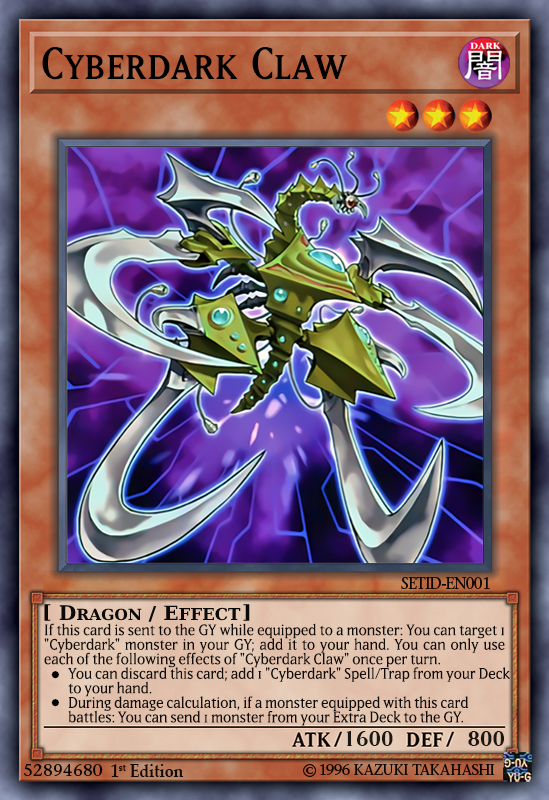 Cyberdark Claw
DARK
闇
SETID-EN001
[ Dragon / Effect ]
If this card is sent to the GY while equipped to a monster: You can target 1
"Cyberdark" monster in your GY; add it to your hand. You can only use
each of the following effects of "Cyberdark Claw" once per turn.
● You can discard this card; add 1 "Cyberdark" Spell/Trap from your Deck
to your hand.
● During damage calculation, if a monster equipped with this card
battles: You can send 1 monster from your Extra Deck to the GY.
ATK/1600 DEF/ 800
52894680 1st Edition © 1996 KAZUKI TAKAHASHI
YU-G
YU-G